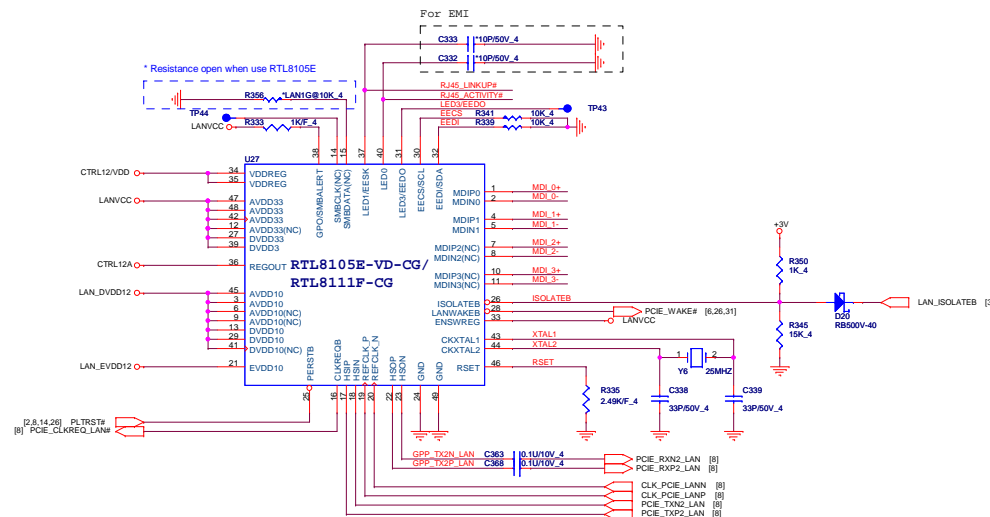 For EMI
C333 *10P/50V_4
C332 *10P/50V_4
* Resistance open when use RTL8105E
R356 *LAN1G@10K_4
RJ45_LINKUP#
RJ45_ACTIVITY#
LED3/EEDO TP43
TP44
EECS R341 10K_4
LANVCC R333 1K/F_4
EEDI R339 10K_4
U27
38 14 15 37 40 31 30 32
GPO/SMBALERT
SMBCLK(NC)
SMBDATA(NC)
LED1/EESK
LED0
LED3/EEDO
EECS/SCL
EEDI/SDA
CTRL12/VDD 34 VDDREG
35 VDDREG
LANVCC 47 AVDD33
48 AVDD33
42 AVDD33
12 AVDD33(NC)
27 DVDD33
39 DVDD3
CTRL12A 36 REGOUT
RTL8105E-VD-CG/
RTL8111F-CG
LAN_DVDD12 45 AVDD10
3 AVDD10
6 AVDD10(NC)
9 AVDD10(NC)
13 DVDD10
29 DVDD10
41 DVDD10(NC)
LAN_EVDD12 21 EVDD10
MDIP0 1 MDI_0+
MDIN0 2 MDI_0-
MDIP1 4 MDI_1+
MDIN1 5 MDI_1-
MDIP2(NC) 7 MDI_2+
MDIN2(NC) 8 MDI_2-
MDIP3(NC) 10 MDI_3+
MDIN3(NC) 11 MDI_3-
ISOLATEB 26 ISOLATEB
LANWAKEB 28 PCIE_WAKE# [6,26,31]
ENSWREG 33 LANVCC
CKXTAL1 43 XTAL1
CKXTAL2 44 XTAL2
RSET 46 RSET
+3V
R350
1K_4
D20
RB500V-40
LAN_ISOLATEB [3
R345
15K_4
1 2
Y6 25MHZ
R335
2.49K/F_4
C338
33P/50V_4
C339
33P/50V_4
PERSTB
CLKREQB
HSIP
HSIN
REFCLK_P
REFCLK_N
HSOP
HSON
GND
GND
25 16 17 18 19 20 22 23 24 49
[2,8,14,26] PLTRST#
[8] PCIE_CLKREQ_LAN#
GPP_TX2N_LAN C363 0.1U/10V_4 PCIE_RXN2_LAN [8]
GPP_TX2P_LAN C368 0.1U/10V_4 PCIE_RXP2_LAN [8]
CLK_PCIE_LANN [8]
CLK_PCIE_LANP [8]
PCIE_TXN2_LAN [8]
PCIE_TXP2_LAN [8]